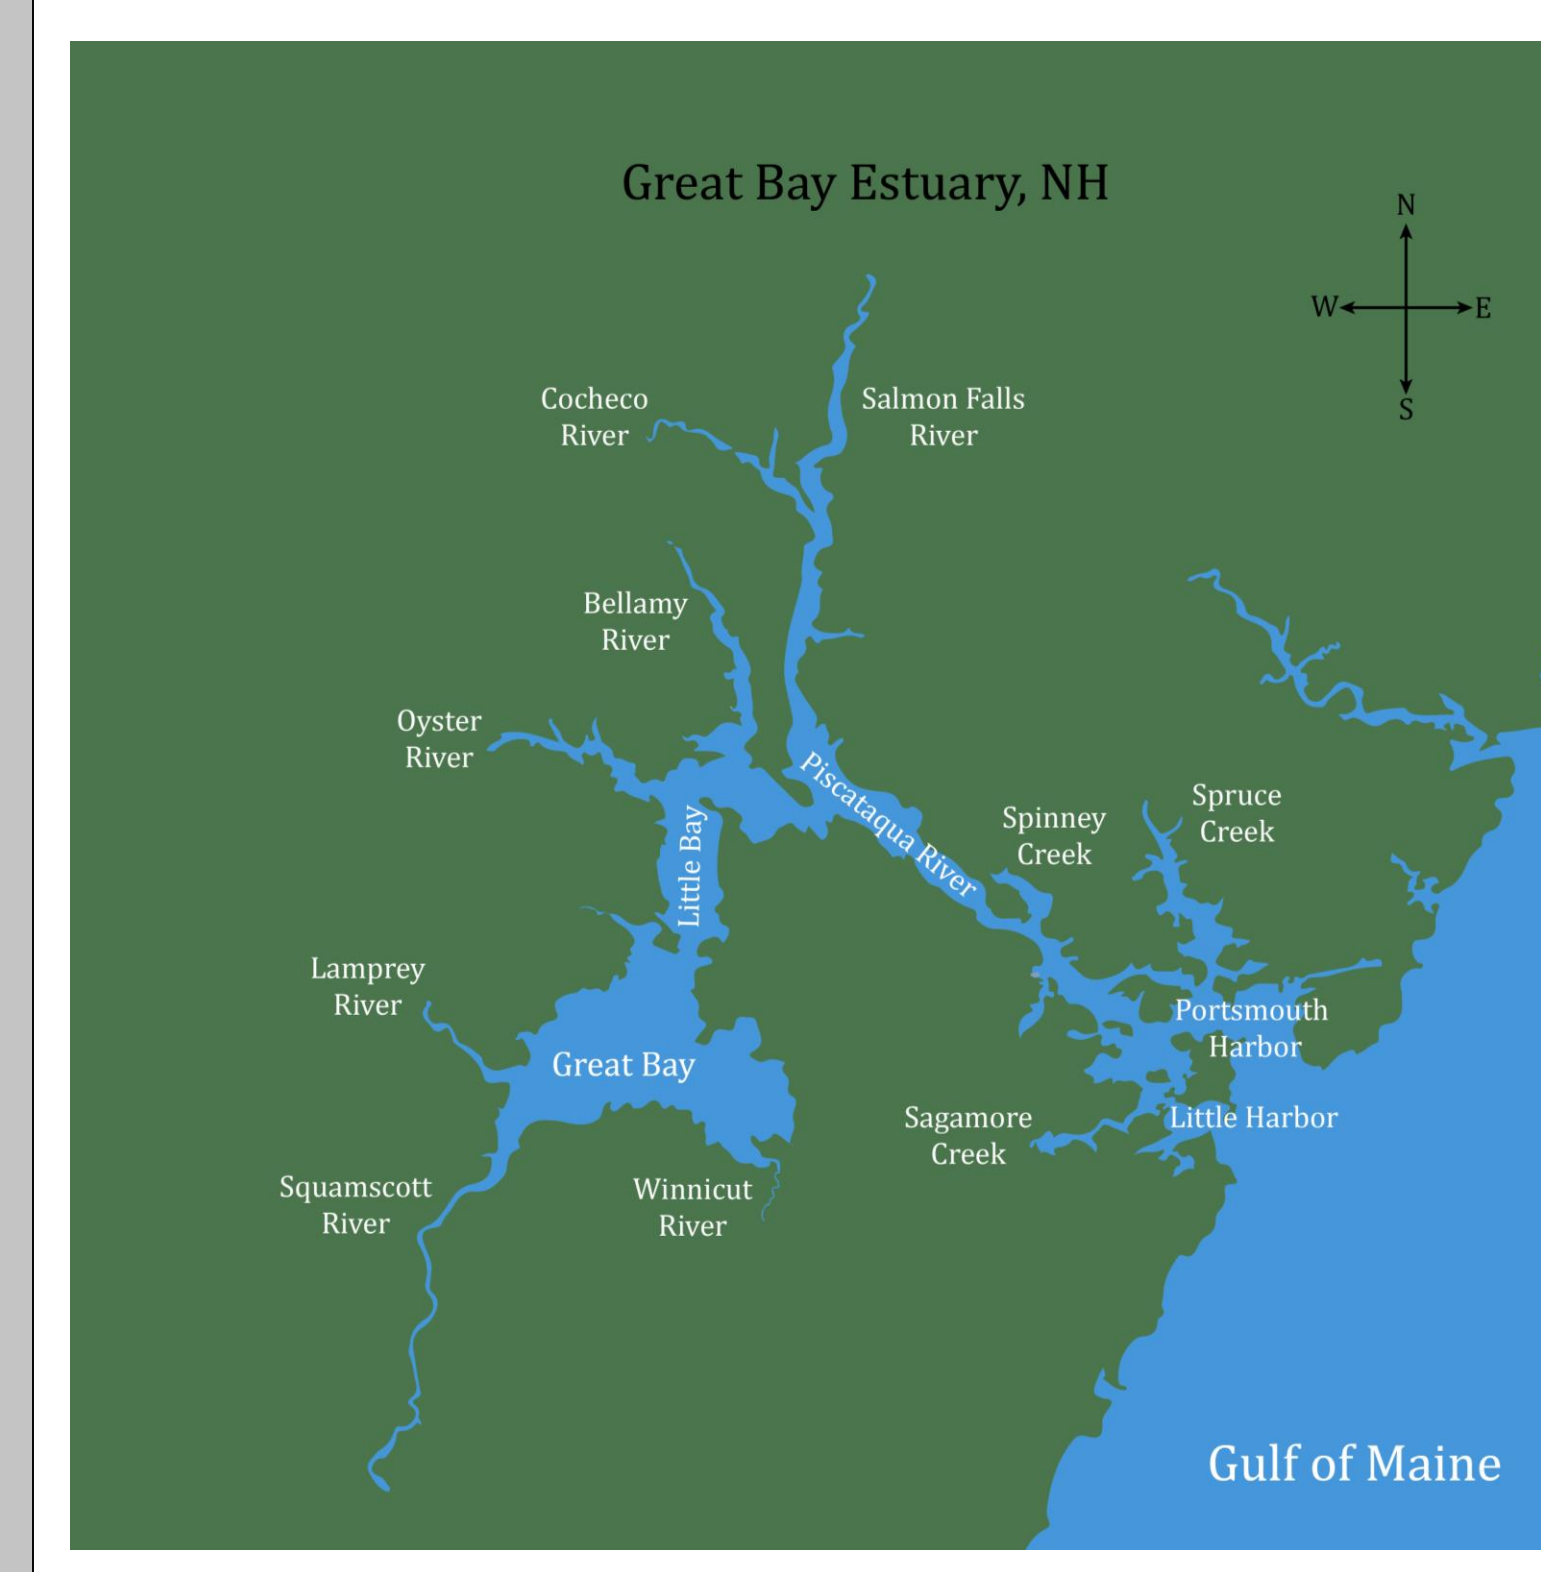 Great Bay Estuary, NH
N
W
E
S
Cocheco
River
Salmon Falls
River
Bellamy
River
Oyster
River
Piscataqua River
Little Bay
Spinney
Creek
Spruce
Creek
Lamprey
River
Great Bay
Portsmouth
Harbor
Sagamore
Creek
Little Harbor
Squamscott
River
Winnicut
River
Gulf of Maine